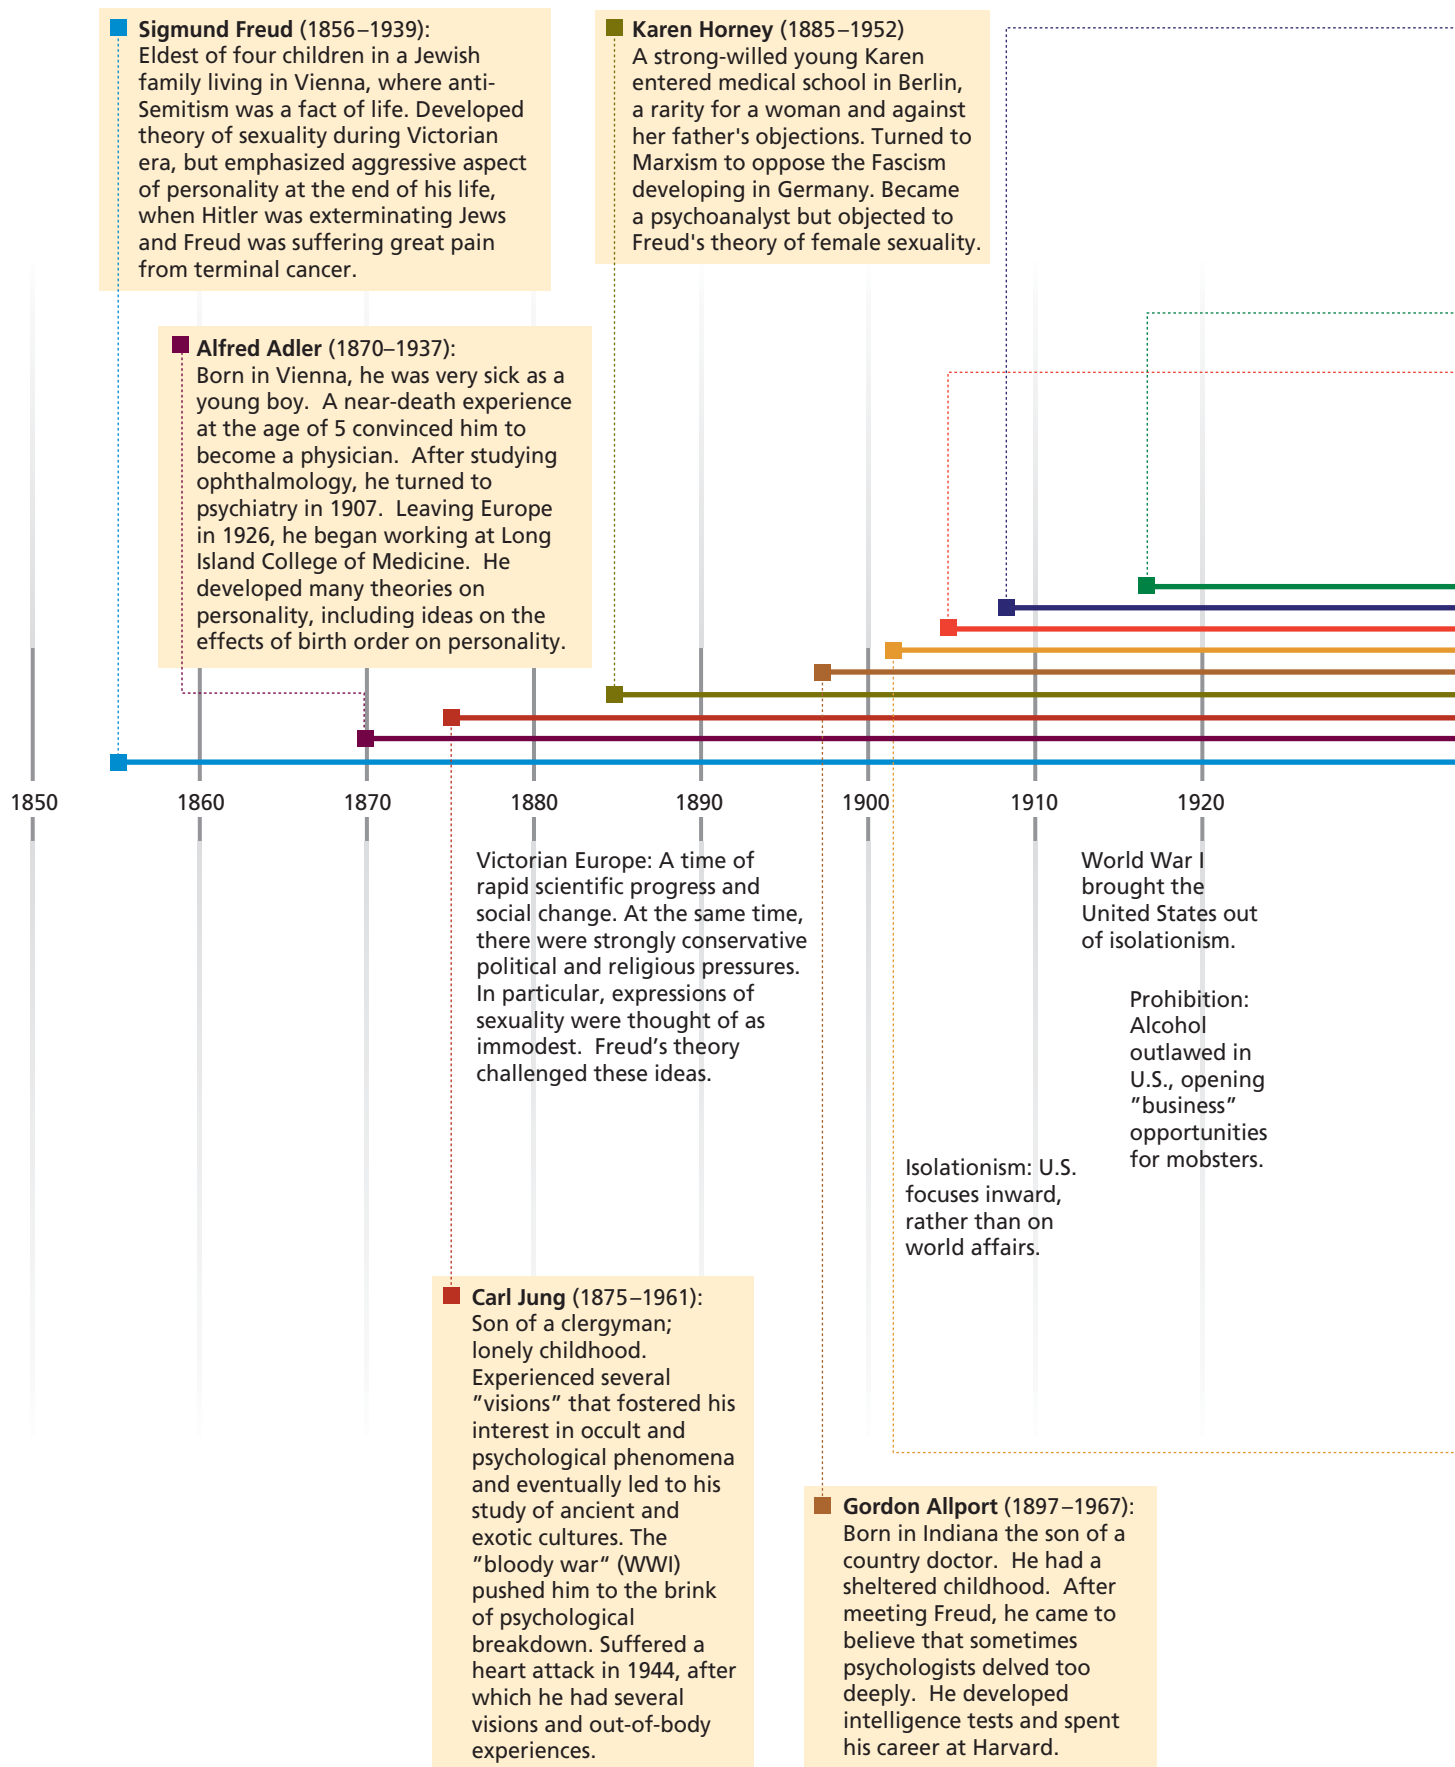 Sigmund Freud (1856–1939):
Eldest of four children in a Jewish
family living in Vienna, where anti-
Semitism was a fact of life. Developed
theory of sexuality during Victorian
era, but emphasized aggressive aspect
of personality at the end of his life,
when Hitler was exterminating Jews
and Freud was suffering great pain
from terminal cancer.
Karen Horney (1885–1952)
A strong-willed young Karen
entered medical school in Berlin,
a rarity for a woman and against
her father's objections. Turned to
Marxism to oppose the Fascism
developing in Germany. Became
a psychoanalyst but objected to
Freud's theory of female sexuality.
Alfred Adler (1870–1937):
Born in Vienna, he was very sick as a
young boy.  A near-death experience
at the age of 5 convinced him to
become a physician.  After studying
ophthalmology, he turned to
psychiatry in 1907.  Leaving Europe
in 1926, he began working at Long
Island College of Medicine.  He
developed many theories on
personality, including ideas on the
effects of birth order on personality.
1850 1860 1870 1880 1890 1900 1910 1920
Victorian Europe: A time of
rapid scientific progress and
social change. At the same time,
there were strongly conservative
political and religious pressures.
In particular, expressions of
sexuality were thought of as
immodest.  Freud’s theory
challenged these ideas.
World War I
brought the
United States out
of isolationism.
Prohibition:
Alcohol
outlawed in
U.S., opening
”business”
opportunities
for mobsters.
Isolationism: U.S.
focuses inward,
rather than on
world affairs.
Carl Jung (1875–1961):
Son of a clergyman;
lonely childhood.
Experienced several
”visions” that fostered his
interest in occult and
psychological phenomena
and eventually led to his
study of ancient and
exotic cultures. The
”bloody war“ (WWI)
pushed him to the brink
of psychological
breakdown. Suffered a
heart attack in 1944, after
which he had several
visions and out-of-body
experiences.
Gordon Allport (1897–1967):
Born in Indiana the son of a
country doctor.  He had a
sheltered childhood.  After
meeting Freud, he came to
believe that sometimes
psychologists delved too
deeply.  He developed
intelligence tests and spent
his career at Harvard.